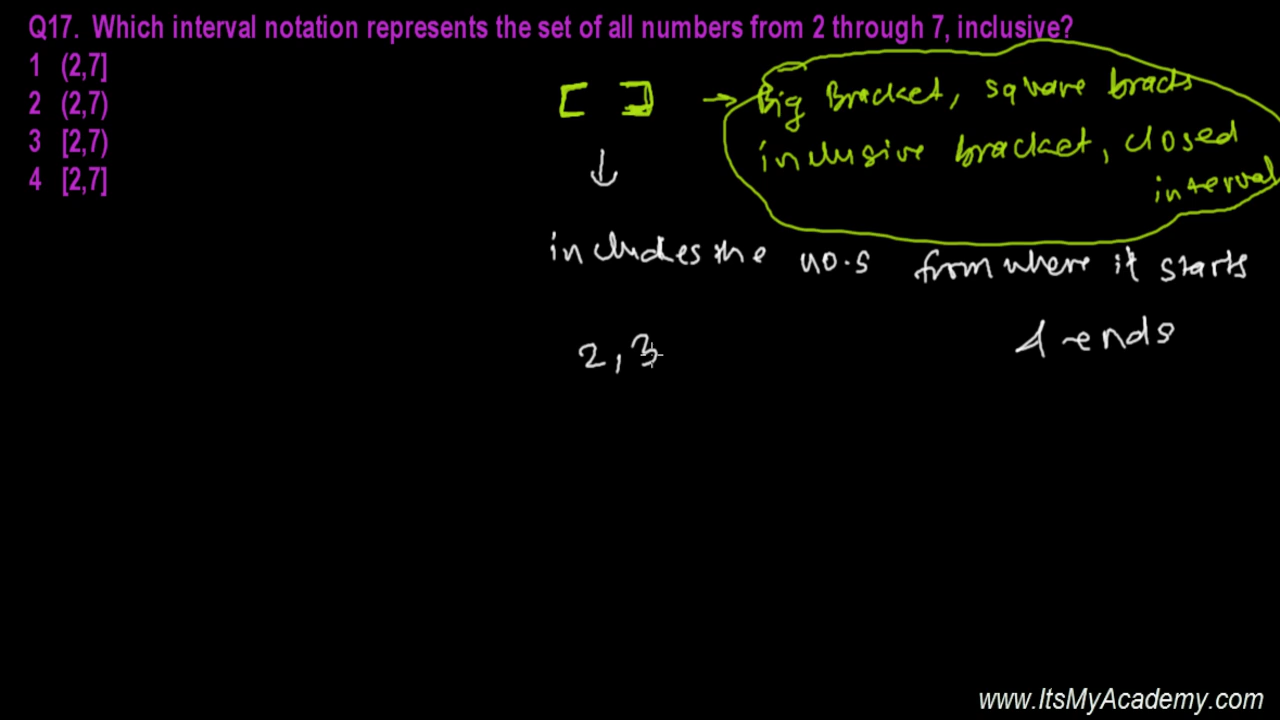 Q17. Which interval notation represents the set of all numbers from 2 through 7, inclusive?
1 (2,7]
2 (2,7)
3 [2,7)
4 [2,7]
[ ] → Big Bracket, square
inclusive bracket, closed
interval
↓
includes the no.s from where it starts
ends
2, 3
www.ItsMyAcademy.com